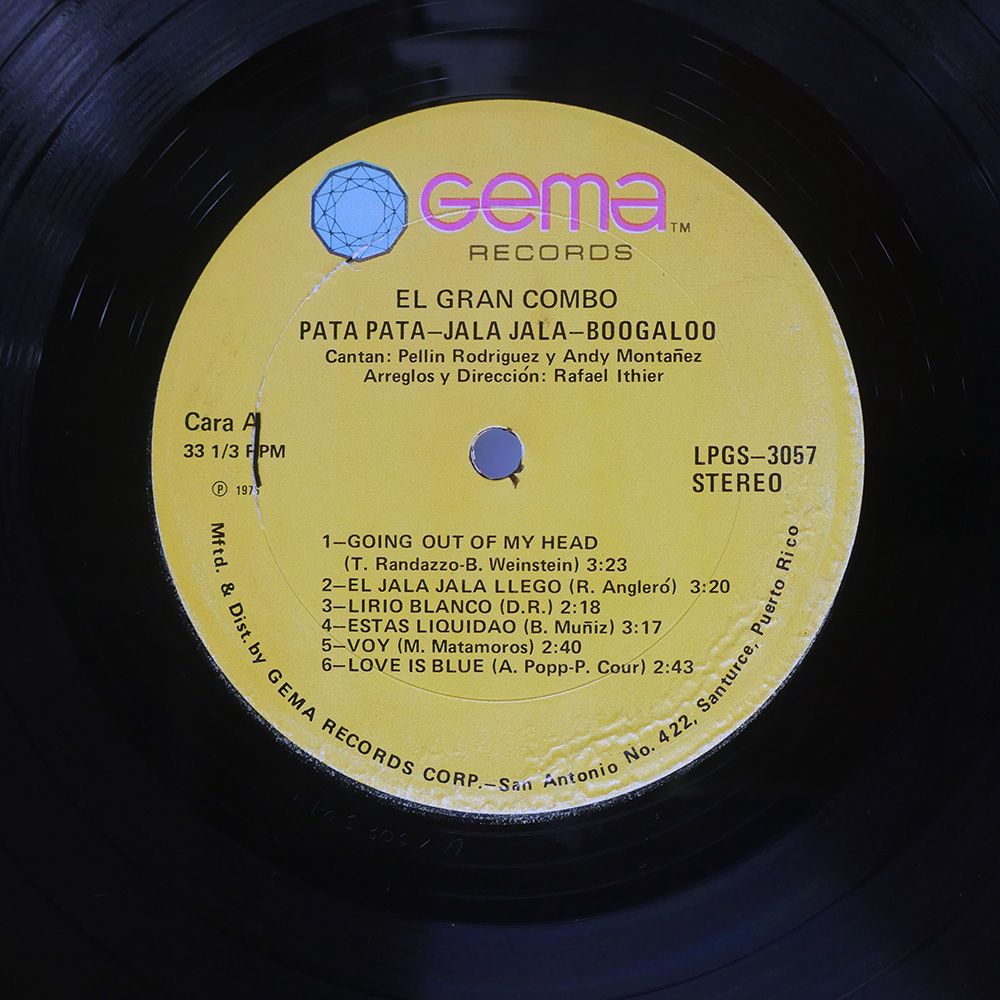 Gema™
RECORDS
EL GRAN COMBO
PATA PATA–JALA JALA–BOOGALOO
Cantan: Pellin Rodriguez y Andy Montañez
Arreglos y Dirección: Rafael Ithier
Cara A
33 1/3 RPM
LPGS–3057
STEREO
1–GOING OUT OF MY HEAD
(T. Randazzo-B. Weinstein) 3:23
2–EL JALA JALA LLEGO (R. Angleró) 3:20
3–LIRIO BLANCO (D.R.) 2:18
4–ESTAS LIQUIDAO (B. Muñiz) 3:17
5–VOY (M. Matamoros) 2:40
6–LOVE IS BLUE (A. Popp-P. Cour) 2:43
Mftd. & Dist. by GEMA RECORDS CORP.–San Antonio No. 422, Santurce, Puerto Rico